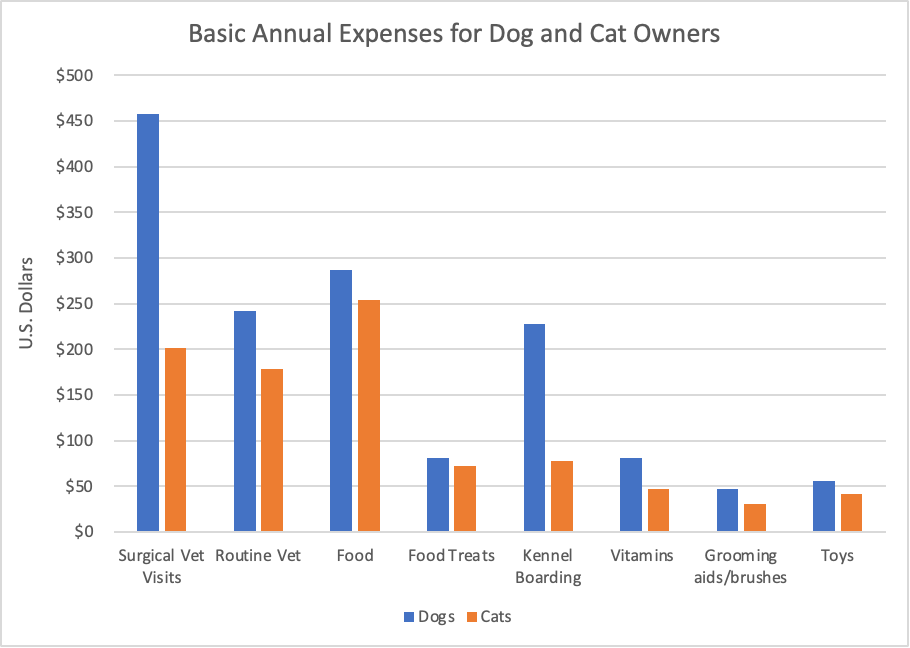 Basic Annual Expenses for Dog and Cat Owners
U.S. Dollars
$500
$450
$400
$350
$300
$250
$200
$150
$100
$50
$0
Surgical Vet Visits
Routine Vet
Food
Food Treats
Kennel Boarding
Vitamins
Grooming aids/brushes
Toys
Dogs
Cats